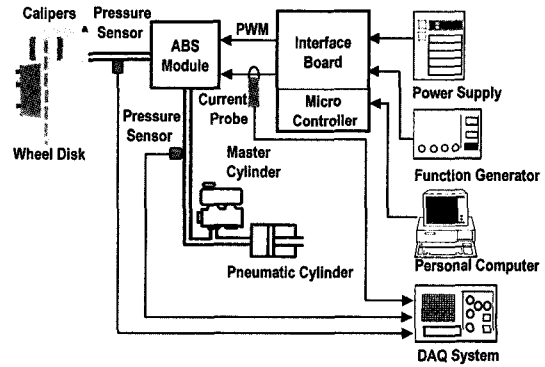 Calipers
Pressure
Sensor
ABS
Module
PWM
Interface
Board
Micro
Controller
Power Supply
Current
Probe
Pressure
Sensor
Wheel Disk
Master
Cylinder
Function Generator
Pneumatic Cylinder
Personal Computer
DAQ System